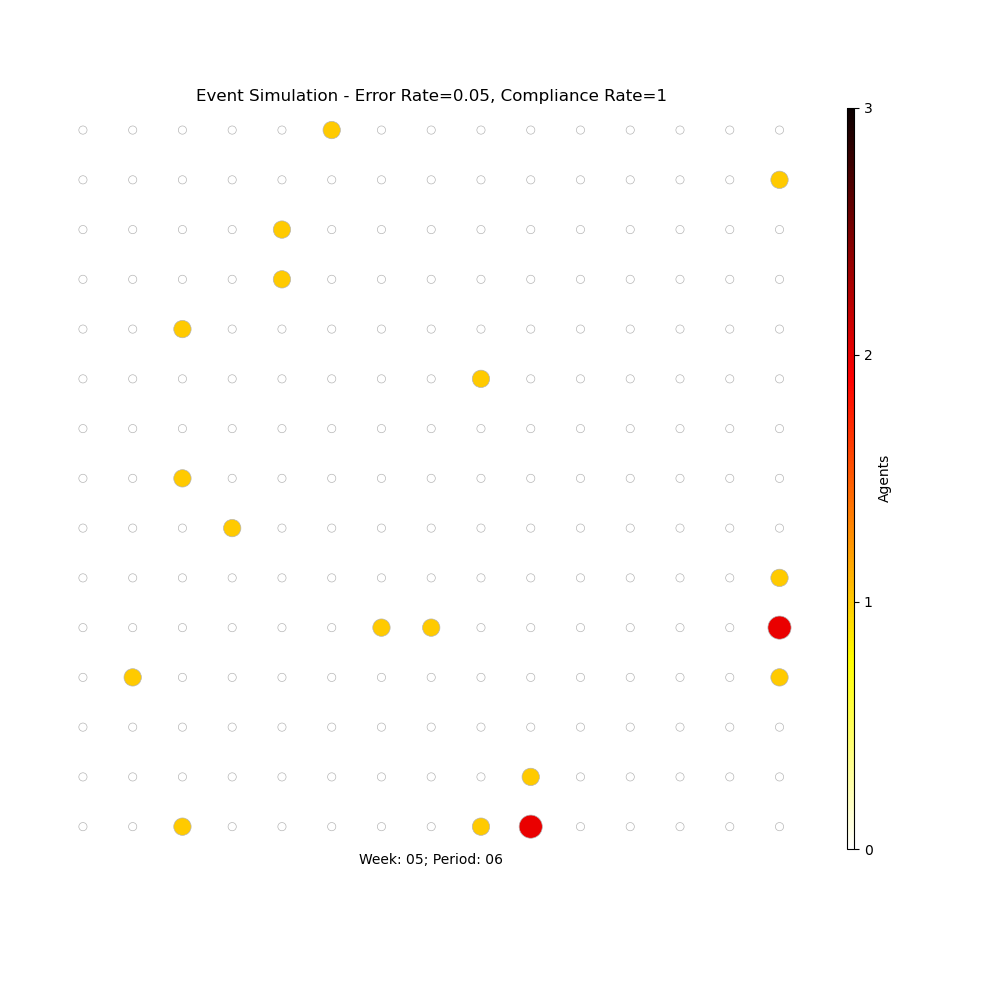 Event Simulation - Error Rate=0.05, Compliance Rate=1
3
2
Agents
1
0
Week: 05; Period: 06